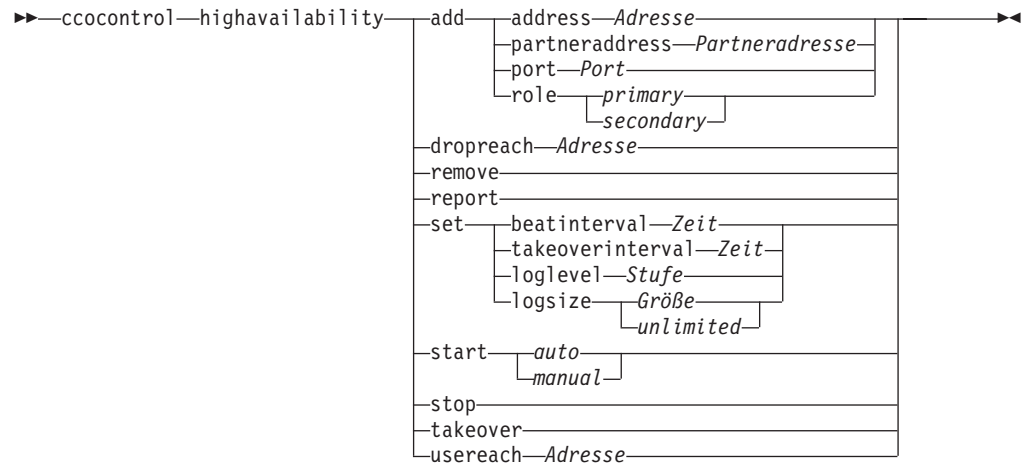 ccocontrol highavailability add address Adresse
partneraddress Partneradresse
port Port
role primary
secondary
dropreach Adresse
remove
report
set beatinterval Zeit
takeoverinterval Zeit
loglevel Stufe
logsize Größe
unlimited
start auto
manual
stop
takeover
usereach Adresse